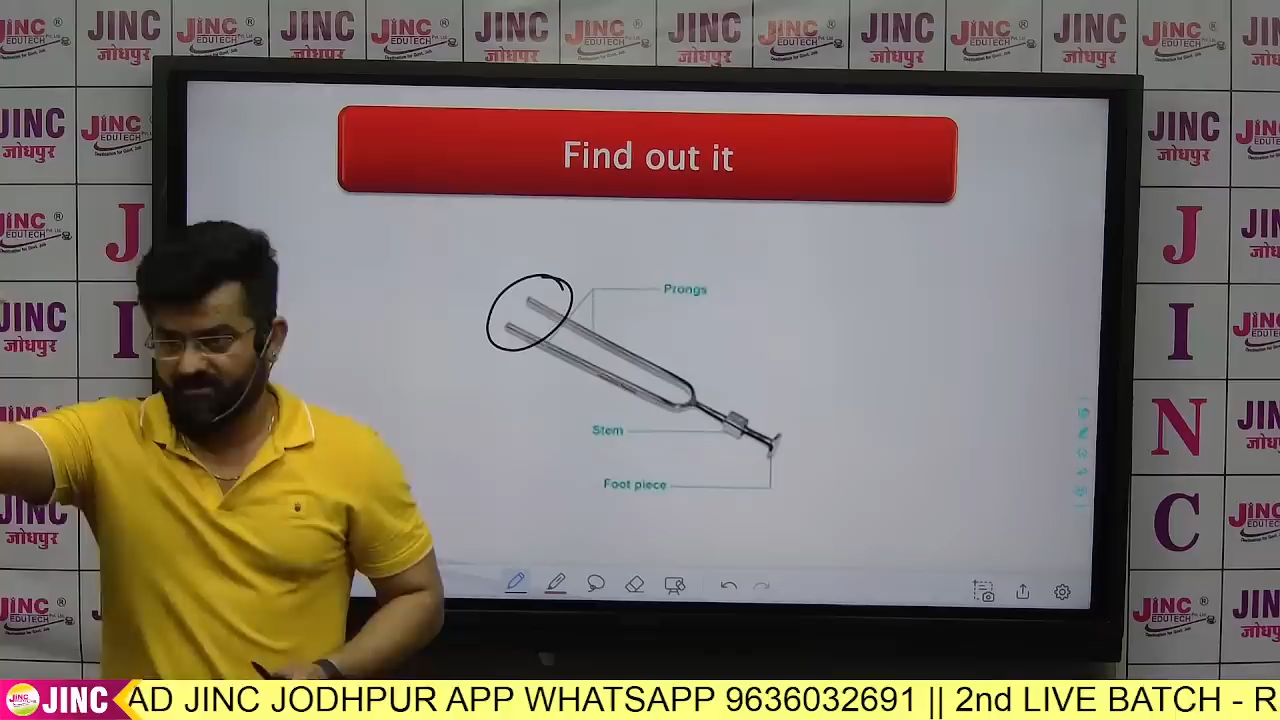 JINC
जोधपुर
JINC
EDUTECH
Find out it
Prongs
Stem
Foot piece
J
I
N
C
JINC
AD JINC JODHPUR APP WHATSAPP 9636032691 || 2nd LIVE BATCH - R